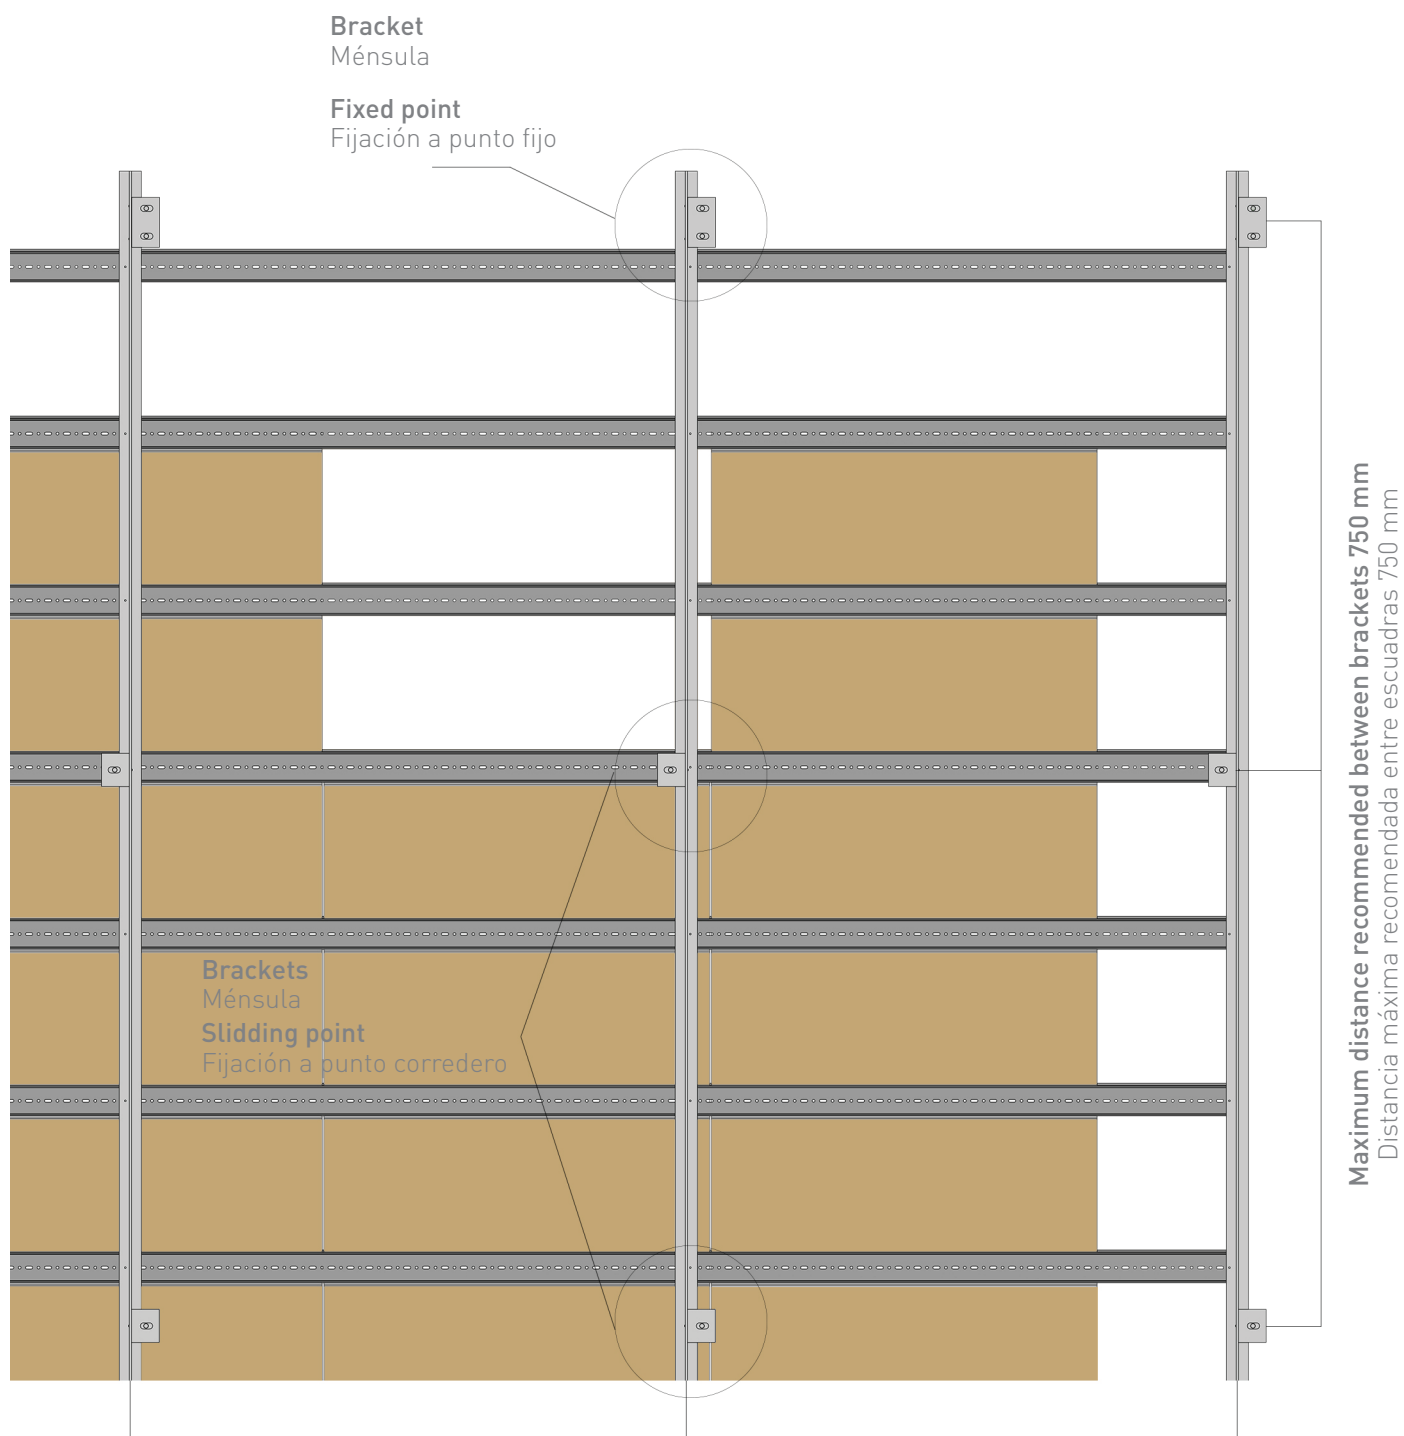 Bracket
Ménsula
Fixed point
Fijación a punto fijo
Maximum distance recommended between brackets 750 mm
Distancia máxima recomendada entre escuadras 750 mm
Brackets
Ménsula
Slidding point
Fijación a punto corredero